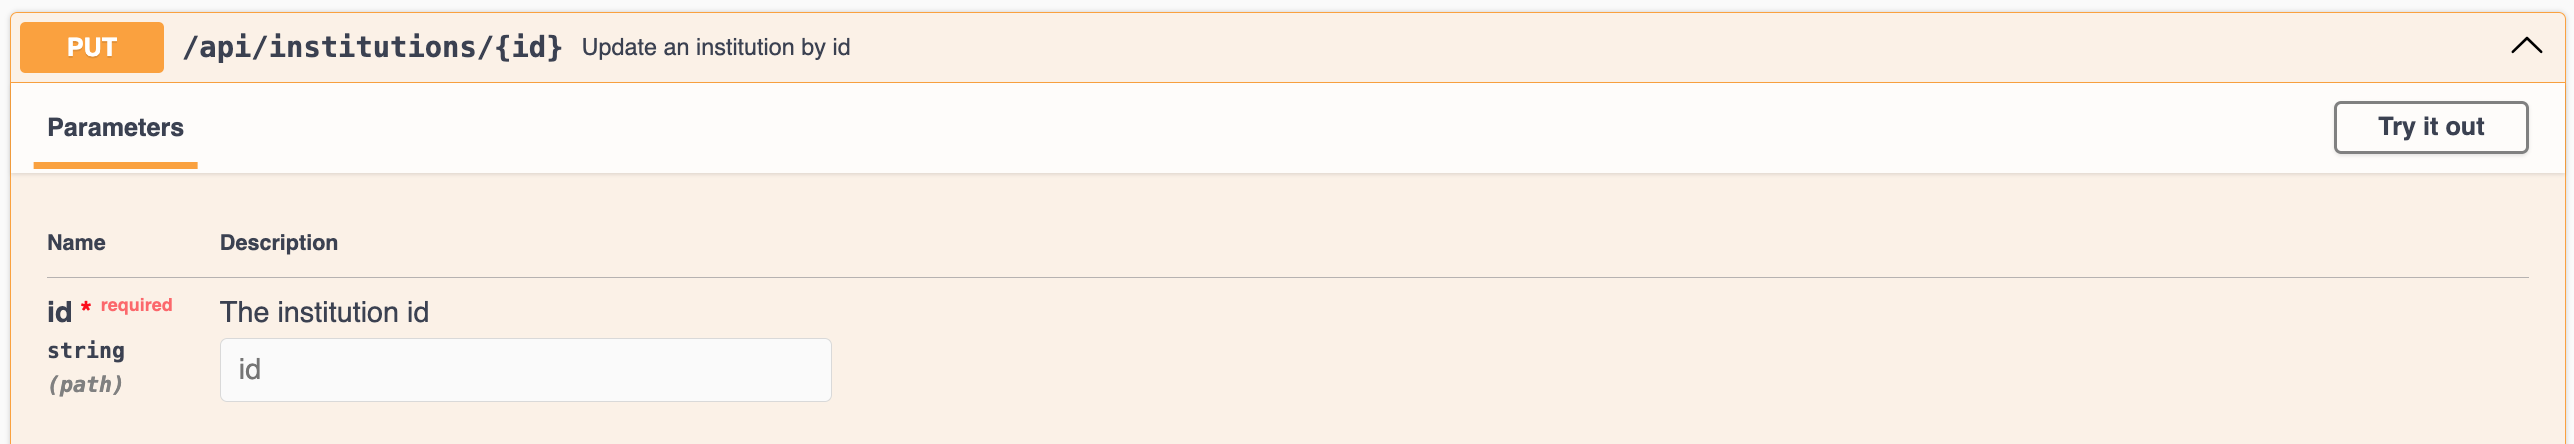 PUT /api/institutions/{id} Update an institution by id
Parameters Try it out
Name Description
id * required The institution id
string
(path)
id